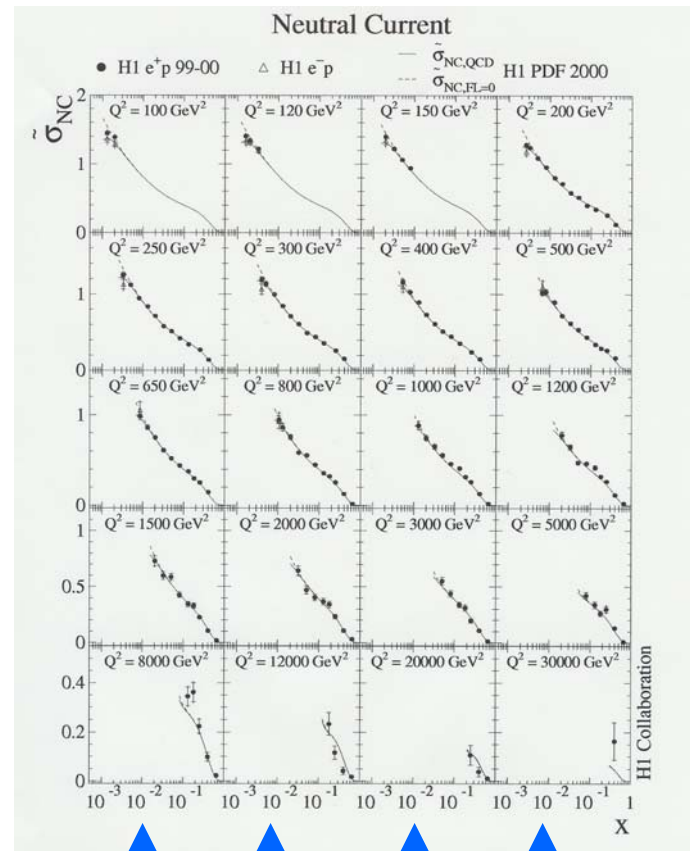 Neutral Current
● H1 e⁺p 99-00 △ H1 e⁻p σ̃NC,QCD H1 PDF 2000
σ̃NC,FL=0
σ̃NC
Q² = 100 GeV² Q² = 120 GeV² Q² = 150 GeV² Q² = 200 GeV²
2
1
0
Q² = 250 GeV² Q² = 300 GeV² Q² = 400 GeV² Q² = 500 GeV²
1
0
Q² = 650 GeV² Q² = 800 GeV² Q² = 1000 GeV² Q² = 1200 GeV²
1
0
Q² = 1500 GeV² Q² = 2000 GeV² Q² = 3000 GeV² Q² = 5000 GeV²
1
0.5
0
Q² = 8000 GeV² Q² = 12000 GeV² Q² = 20000 GeV² Q² = 30000 GeV²
0.4
0.2
0
10⁻³ 10⁻² 10⁻¹ 10⁻³ 10⁻² 10⁻¹ 10⁻³ 10⁻² 10⁻¹ 10⁻³ 10⁻² 10⁻¹ 1
x
H1 Collaboration